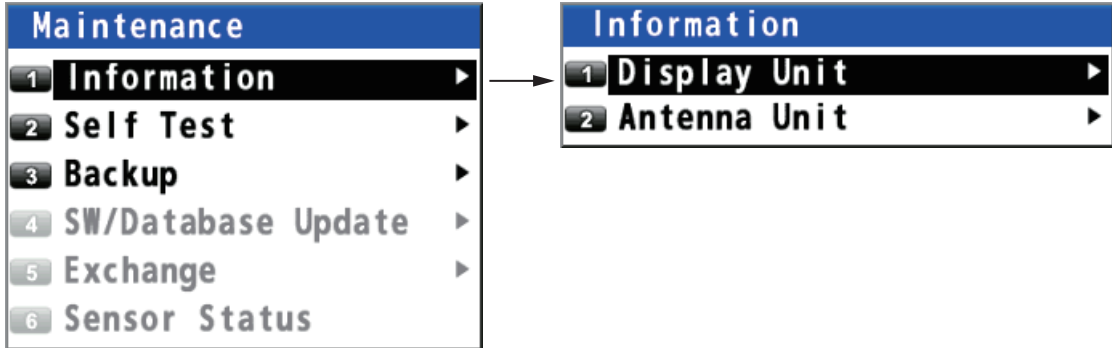 Maintenance
1 Information
2 Self Test
3 Backup
4 SW/Database Update
5 Exchange
6 Sensor Status
Information
1 Display Unit
2 Antenna Unit